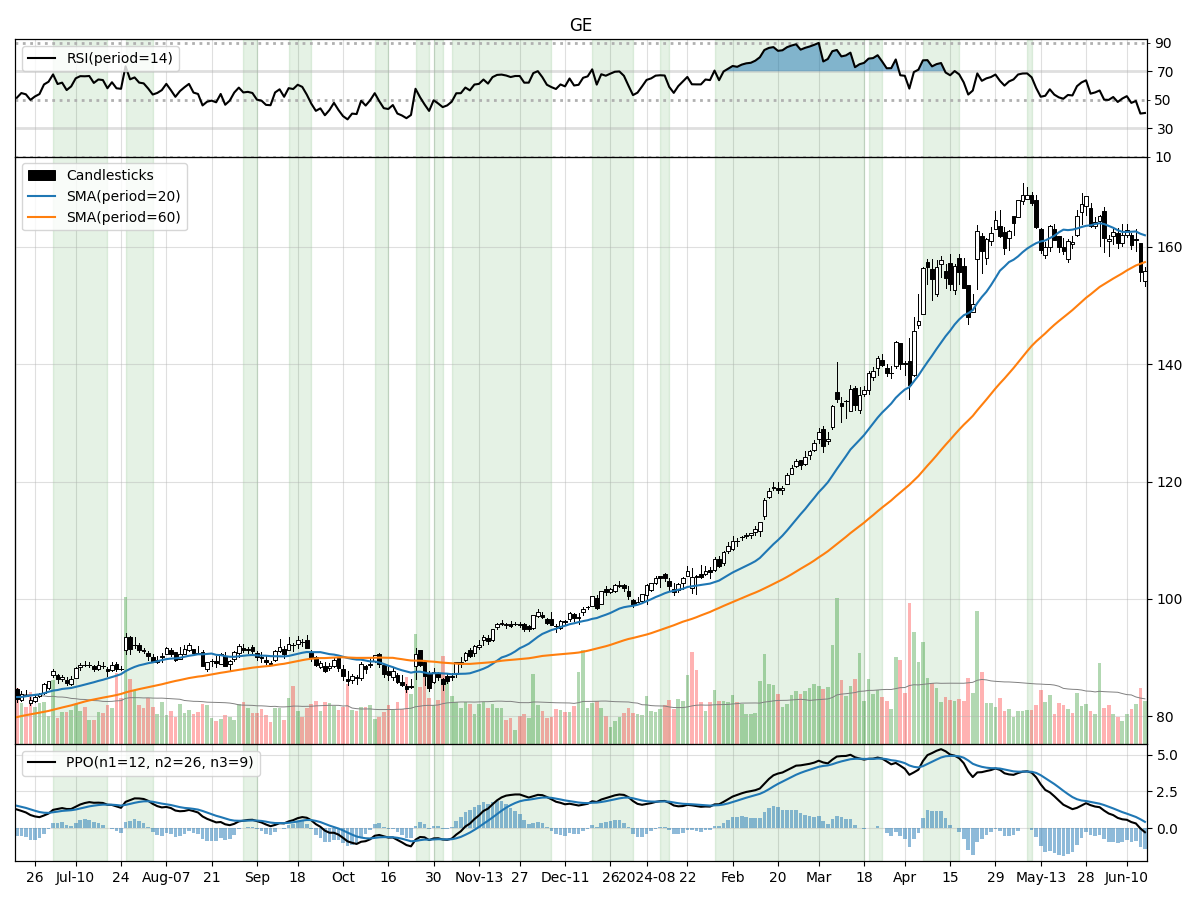 GE
RSI(period=14)
90
70
50
30
10
Candlesticks
SMA(period=20)
SMA(period=60)
160
140
120
100
80
PPO(n1=12, n2=26, n3=9)
5.0
2.5
0.0
26 Jul-10 24 Aug-07 21 Sep 18 Oct 16 30 Nov-13 27 Dec-11 262024-08 22 Feb 20 Mar 18 Apr 15 29 May-13 28 Jun-10